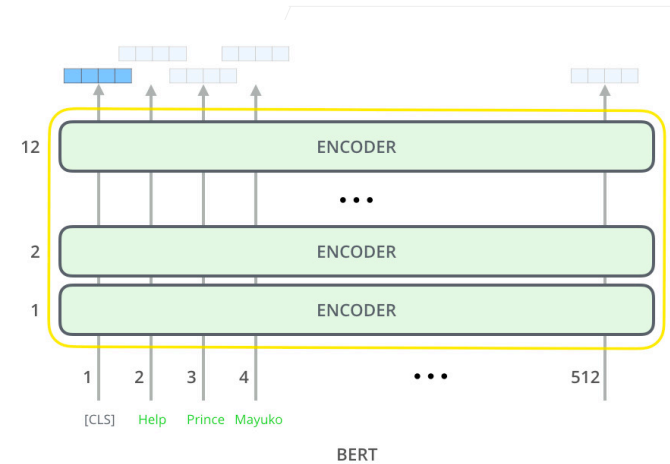 12 ENCODER
• • •
2 ENCODER
1 ENCODER
1 2 3 4 • • • 512
[CLS] Help Prince Mayuko
BERT